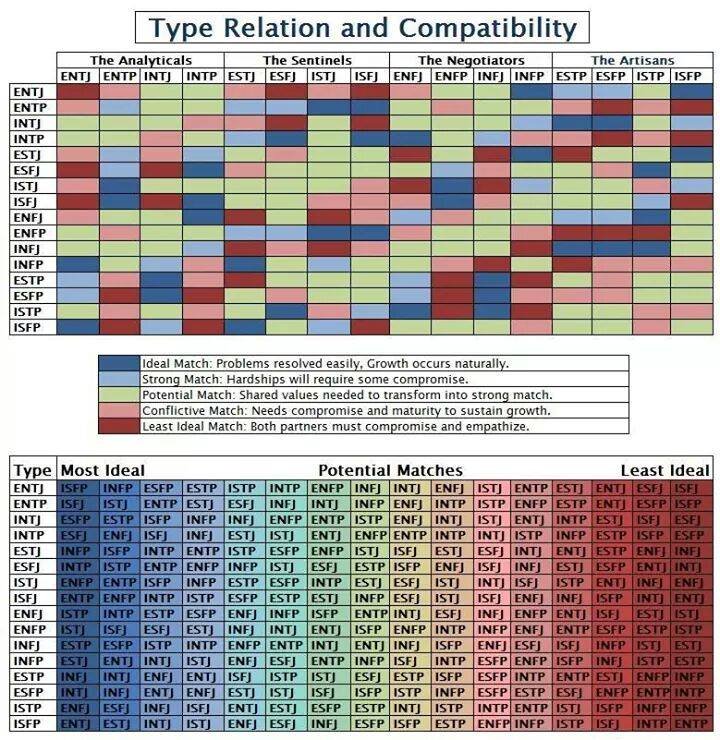 Type Relation and Compatibility
The Analyticals The Sentinels The Negotiators The Artisans
ENTJ ENTP INTJ INTP ESTJ ESFJ ISTJ ISFJ ENFJ ENFP INFJ INFP ESTP ESFP ISTP ISFP
ENTJ
ENTP
INTJ
INTP
ESTJ
ESFJ
ISTJ
ISFJ
ENFJ
ENFP
INFJ
INFP
ESTP
ESFP
ISTP
ISFP
Ideal Match: Problems resolved easily, Growth occurs naturally.
Strong Match: Hardships will require some compromise.
Potential Match: Shared values needed to transform into strong match.
Conflictive Match: Needs compromise and maturity to sustain growth.
Least Ideal Match: Both partners must compromise and empathize.
Type Most Ideal Potential Matches Least Ideal
ENTJ ISFP INFP ESFP ESTP ISTP INTP ENFP INFJ INTJ ENFJ ISTJ ENTP ESTJ ENTJ ESFJ ISFJ
ENTP ISFJ ISTJ ENTP ESTJ ESFJ INFJ INTJ ENTJ ENFJ INTP ISTP ENFP ESTP INFP ESFP ISFP
INTJ ESFP ESTP ISFP INFP INFJ ENFP ENTP ISTP ENFJ INTJ ENTJ ESTJ INTP ESTJ ISFJ ESFJ
INTP ESFJ ENFJ ISFJ INFJ ESTJ ISTJ ENTJ ENFP ENTP INTP INTJ ISTP INFP ESFP ESTP ISFP
ESTJ INFP ISFP INTP ENTP ISTP ESTP ESFP ISTJ ISFJ ESTJ ESFJ INTJ ENTJ ENFP ENFJ INFJ
ESFJ INTP ISTP ENTP ENFP INFP ISTJ ESFJ ESTP ISFP ESFP ISFJ INFJ ESTJ ENFJ INTJ ENTJ
ISTJ ENFP ENTP ISFP INFP ESTP ESFP INTP ESTJ ESFJ ISTJ INTJ ISFJ ISTP ENTJ INFJ ENFJ
ISFJ ENTP ENFP INTP ISTP ESFP ESTP ESTJ ESFJ ISTJ ISFJ ENFJ INFJ ISFP INTJ ENTJ
ENFJ ISTP INTP ESTP ESFP ENFJ INFP ISFP ENTP INTJ ESFJ INFJ ENFP ENTJ ISFJ ESTJ ISTJ
ENFP ISTJ ISFJ ESFJ ESTJ INFJ INTJ ENTJ ISFP ENFP INTP INFP ENFJ ENTP ESFP ESTP ISTP
INFJ ESTP ESFP ISTP INTP ENFP ENTP INTJ ENTJ INFJ ISFP ENFJ ESFJ ISFJ INFP ISTJ ESTJ
INFP ESTJ ENTJ INTJ ISTJ ENFJ ESFJ ENTP INFP ISFJ INTP ESFP ENFP ISFP INFJ ISTP ESTP
ESTP INFJ INTJ ENFJ ENTJ ISFJ ISTP ISTJ ESFJ ISFP ESTP INTP ESFP ENTP ESTJ INFP ENFP
ESFP INTJ INFJ ENTJ ENFJ ESTJ ISTJ ISFJ ESFP ISTP INTP ESTP ESFJ INFP ENFP INTP ENTP
ISTP ENFJ ESFJ INFJ ISFJ ESTJ ENTJ INTJ ESTP ISTP ESFP ENTP INTP ISFP ISTJ INFP ENFP
ISFP ENTJ ESTJ INTJ ISTJ ENFJ ESFJ INFJ ESTP ISFP ESTP ENFP INFP ISTP ISFJ INTP ENTP